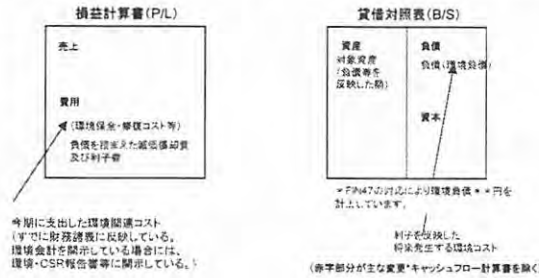 損益計算書(P/L)
売上
費用
(環境保全・修復コスト等)
負債を踏まえた減価償却費
及び利子費
今期に支出した環境関連コスト
(すでに財務諸表に反映している。
環境会計を開示している場合には、
環境・CSR報告書等に開示している。)
貸借対照表(B/S)
資産
対象資産
(負債等を
反映した額)
負債
負債(環境負債)
資本
*FIN47の対応により環境負債**円を
計上しています。
利子を反映した
将来発生する環境コスト
(赤字部分が主な変更*キャッシュフロー計算書を除く)